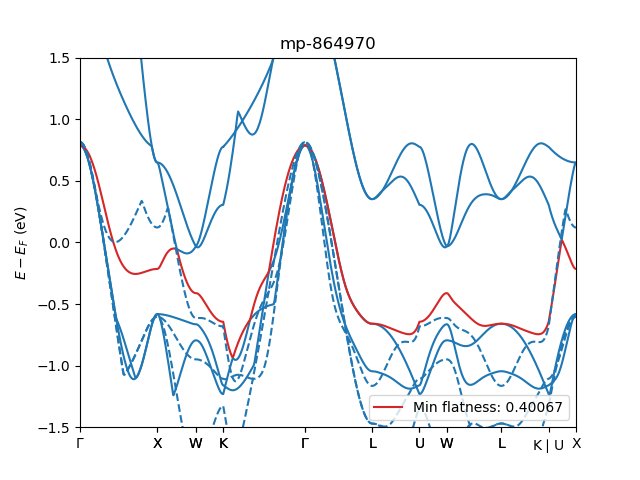 mp-864970
E − E_F (eV)
1.5
1.0
0.5
0.0
−0.5
−1.0
−1.5
Min flatness: 0.40067
Γ X W K Γ L U W L K | U X